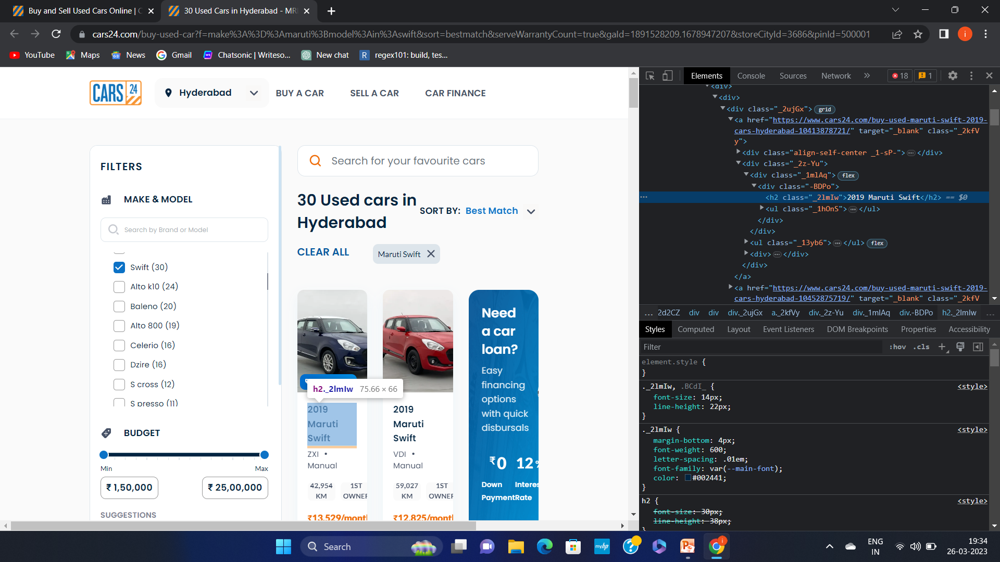 Buy and Sell Used Cars Online |
30 Used Cars in Hyderabad - MR
cars24.com/buy-used-car?f=make%3A%3D%3Amaruti%3Bmodel%3Ain%3Aswift&sort=bestmatch&serveWarrantyCount=true&gaId=1891528209.1678947207&storeCityId=3686&pinId=500001
i
YouTube
Maps
News
Gmail
Chatsonic | Writeso...
New chat
R
regex101: build, tes...
CARS 24
Hyderabad
BUY A CAR
SELL A CAR
CAR FINANCE
FILTERS
MAKE & MODEL
Search by Brand or Model
Swift (30)
Alto k10 (24)
Baleno (20)
Alto 800 (19)
Celerio (16)
Dzire (16)
S cross (12)
S presso (11)
BUDGET
Min
Max
₹ 1,50,000
₹ 25,00,000
SUGGESTIONS
Search for your favourite cars
30 Used cars in
Hyderabad
SORT BY: Best Match
CLEAR ALL
Maruti Swift
h2._2lmIw 75.66 × 66
2019
Maruti
Swift
ZXI •
Manual
42,954
KM
1ST
OWNER
₹13,529/month
2019
Maruti
Swift
VDI •
Manual
59,027
KM
1ST
OWNER
₹12,825/month
Need
a car
loan?
Easy
financing
options
with quick
disbursals
₹0
12%
Down
Payment
Interes
Rate
Elements
Console
Sources
Network
»
18
1
<div>
<div>
<div class="_2ujGx"> grid
<a href="https://www.cars24.com/buy-used-maruti-swift-2019-
cars-hyderabad-10413878721/" target="_blank" class="_2kfV
y">
<div class="align-self-center _1-sP-"> … </div>
<div class="_2z-Yu">
<div class="_1mlAq"> flex
<div class="-BDPo">
<h2 class="_2lmIw">2019 Maruti Swift</h2> == $0
<ul class="_1hOnS"> … </ul>
</div>
</div>
<ul class="_13yb6"> … </ul> flex
<div> … </div>
</div>
</a>
<a href="https://www.cars24.com/buy-used-maruti-swift-2019-
cars-hyderabad-10452875719/" target="_blank" class="_2kfV
... 2d2CZ div div div._2ujGx a._2kfVy div._2z-Yu div._1mlAq div.-BDPo h2._2lmIw ...
Styles
Computed
Layout
Event Listeners
DOM Breakpoints
Properties
Accessibility
Filter
:hov .cls
element.style {
}
._2lmIw, .BCdI_ {
<style>
font-size: 14px;
line-height: 22px;
}
._2lmIw {
<style>
margin-bottom: 4px;
font-weight: 600;
letter-spacing: .01em;
font-family: var(--main-font);
color: #002441;
}
h2 {
<style>
font-size: 30px;
line-height: 38px;
}
Search
myhp
ENG
IN
19:34
26-03-2023